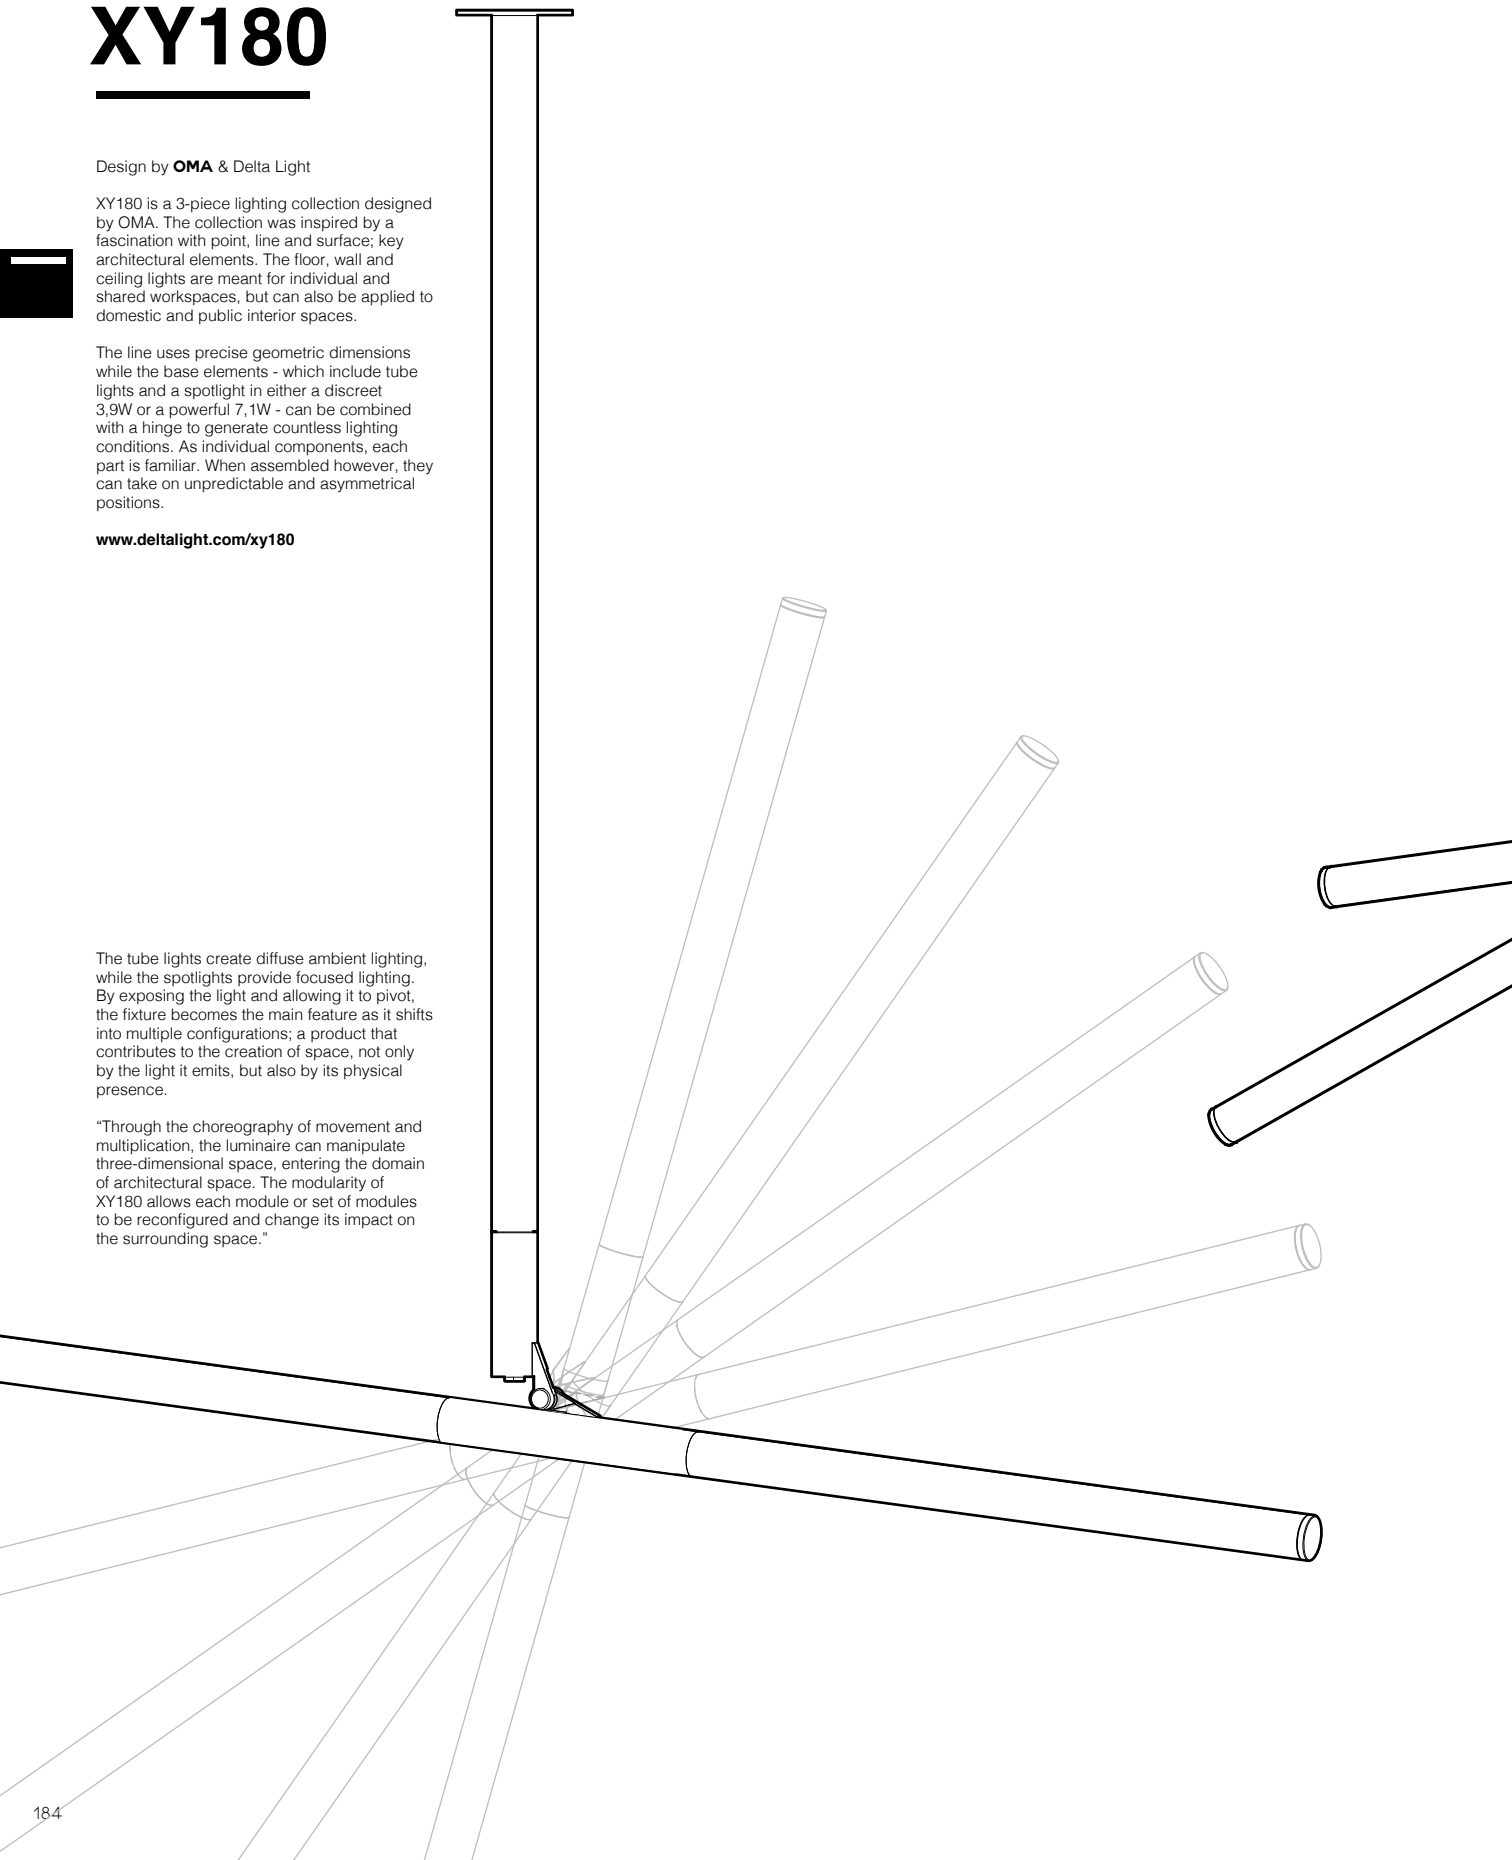 XY180
Design by OMA & Delta Light
XY180 is a 3-piece lighting collection designed
by OMA. The collection was inspired by a
fascination with point, line and surface; key
architectural elements. The floor, wall and
ceiling lights are meant for individual and
shared workspaces, but can also be applied to
domestic and public interior spaces.
The line uses precise geometric dimensions
while the base elements - which include tube
lights and a spotlight in either a discreet
3,9W or a powerful 7,1W - can be combined
with a hinge to generate countless lighting
conditions. As individual components, each
part is familiar. When assembled however, they
can take on unpredictable and asymmetrical
positions.
www.deltalight.com/xy180
The tube lights create diffuse ambient lighting,
while the spotlights provide focused lighting.
By exposing the light and allowing it to pivot,
the fixture becomes the main feature as it shifts
into multiple configurations; a product that
contributes to the creation of space, not only
by the light it emits, but also by its physical
presence.
“Through the choreography of movement and
multiplication, the luminaire can manipulate
three-dimensional space, entering the domain
of architectural space. The modularity of
XY180 allows each module or set of modules
to be reconfigured and change its impact on
the surrounding space.”
184